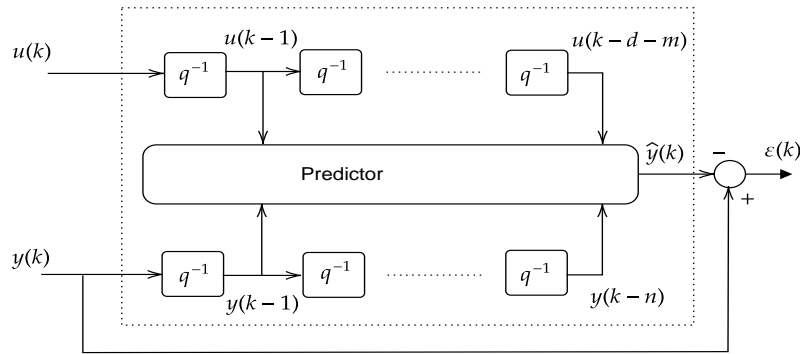 u(k)
q⁻¹
u(k−1)
q⁻¹
q⁻¹
u(k−d−m)
Predictor
ŷ(k)
−
ε(k)
+
y(k)
q⁻¹
y(k−1)
q⁻¹
q⁻¹
y(k−n)